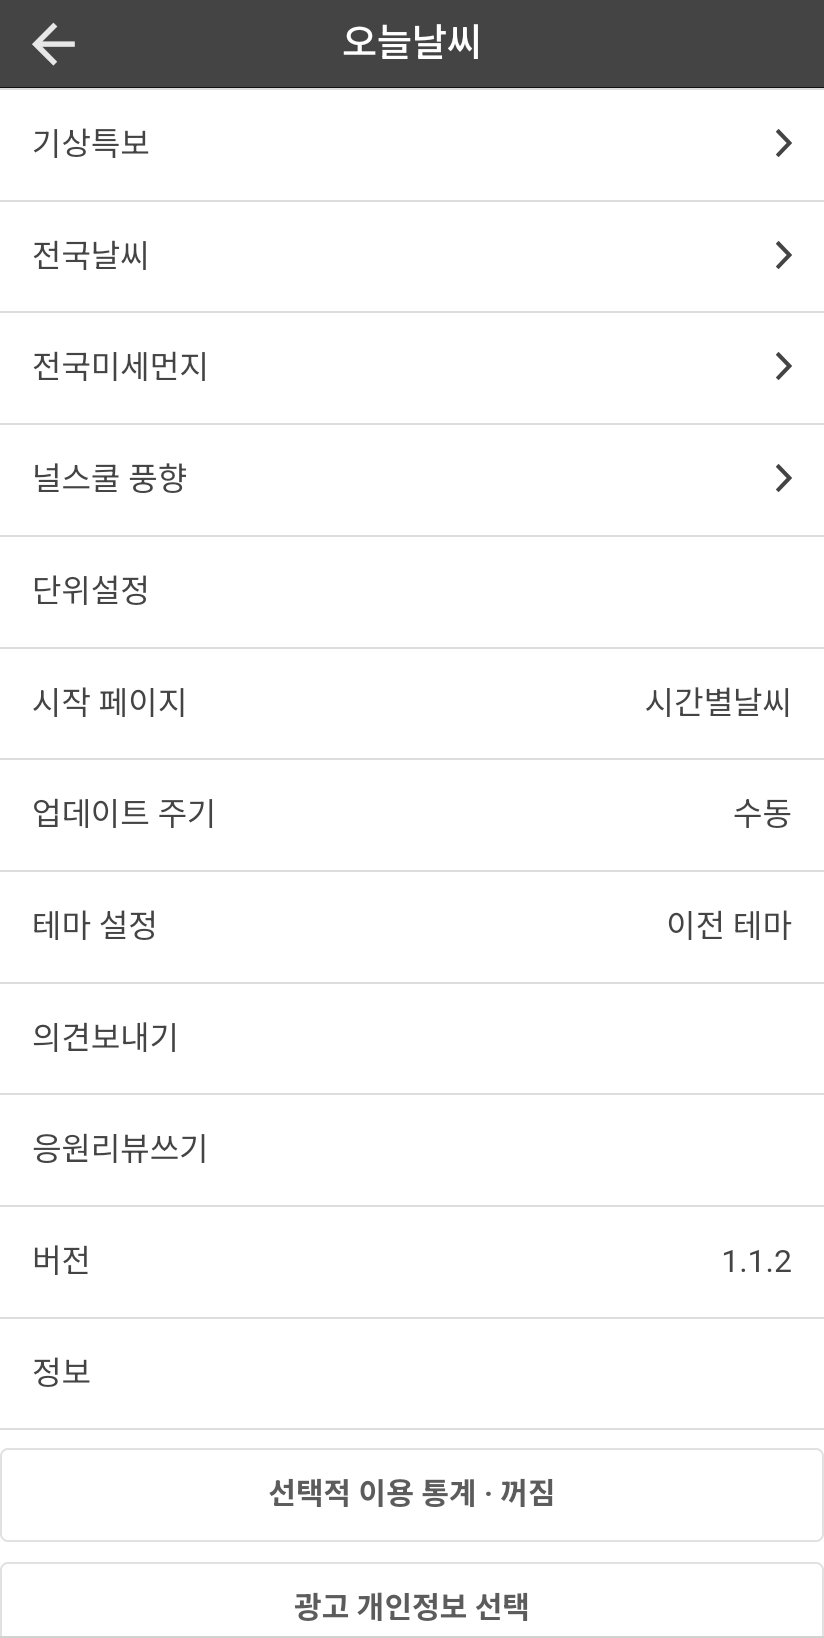 오늘날씨
기상특보
전국날씨
전국미세먼지
널스쿨 풍향
단위설정
시작 페이지 시간별날씨
업데이트 주기 수동
테마 설정 이전 테마
의견보내기
응원리뷰쓰기
버전 1.1.2
정보
선택적 이용 통계 · 꺼짐
광고 개인정보 선택